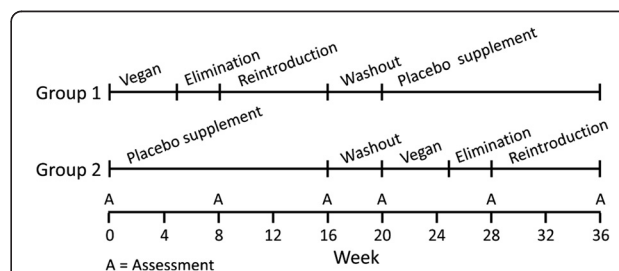 Vegan Elimination Reintroduction Washout Placebo supplement
Group 1
Placebo supplement Washout Vegan Elimination Reintroduction
Group 2
A A A A A A
0 4 8 12 16 20 24 28 32 36
Week
A = Assessment